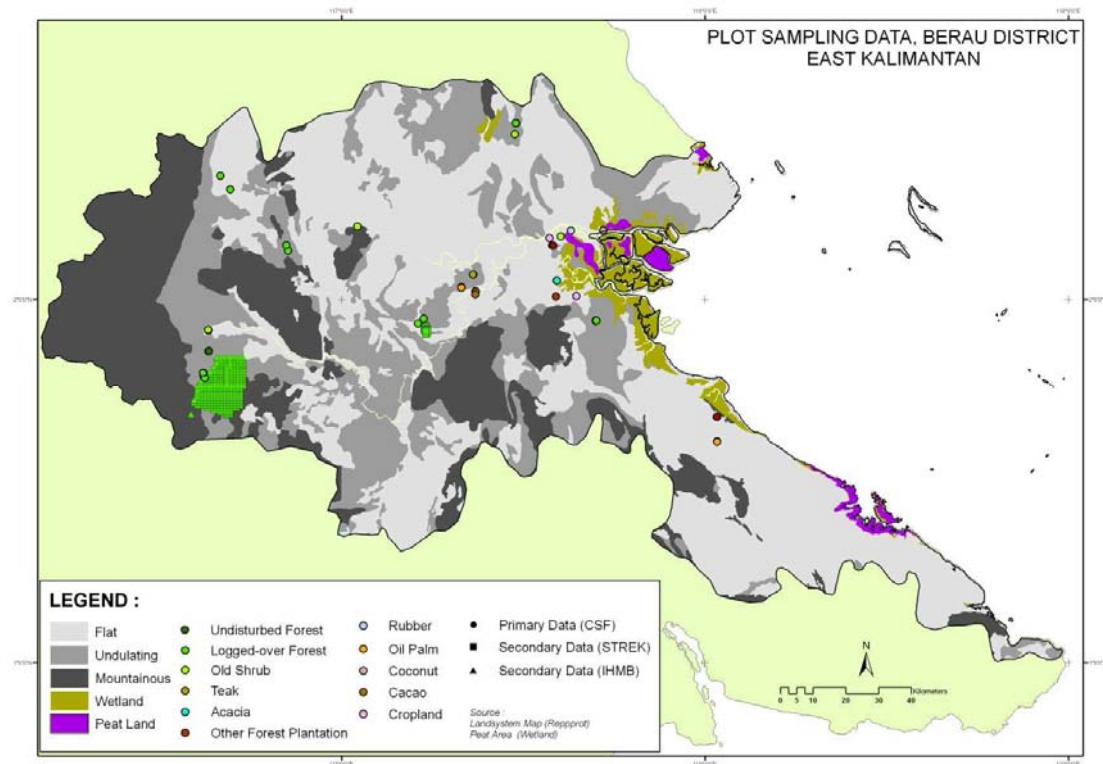 PLOT SAMPLING DATA, BERAU DISTRICT
EAST KALIMANTAN
LEGEND :
Flat
Undulating
Mountainous
Wetland
Peat Land
Undisturbed Forest
Logged-over Forest
Old Shrub
Teak
Acacia
Other Forest Plantation
Rubber
Oil Palm
Coconut
Cacao
Cropland
Primary Data (CSF)
Secondary Data (STREK)
Secondary Data (IHMB)
Source :
Landsystem Map (Reppprot)
Peat Area (Wetland)
N
0 5 10 20 30 40
Kilometers